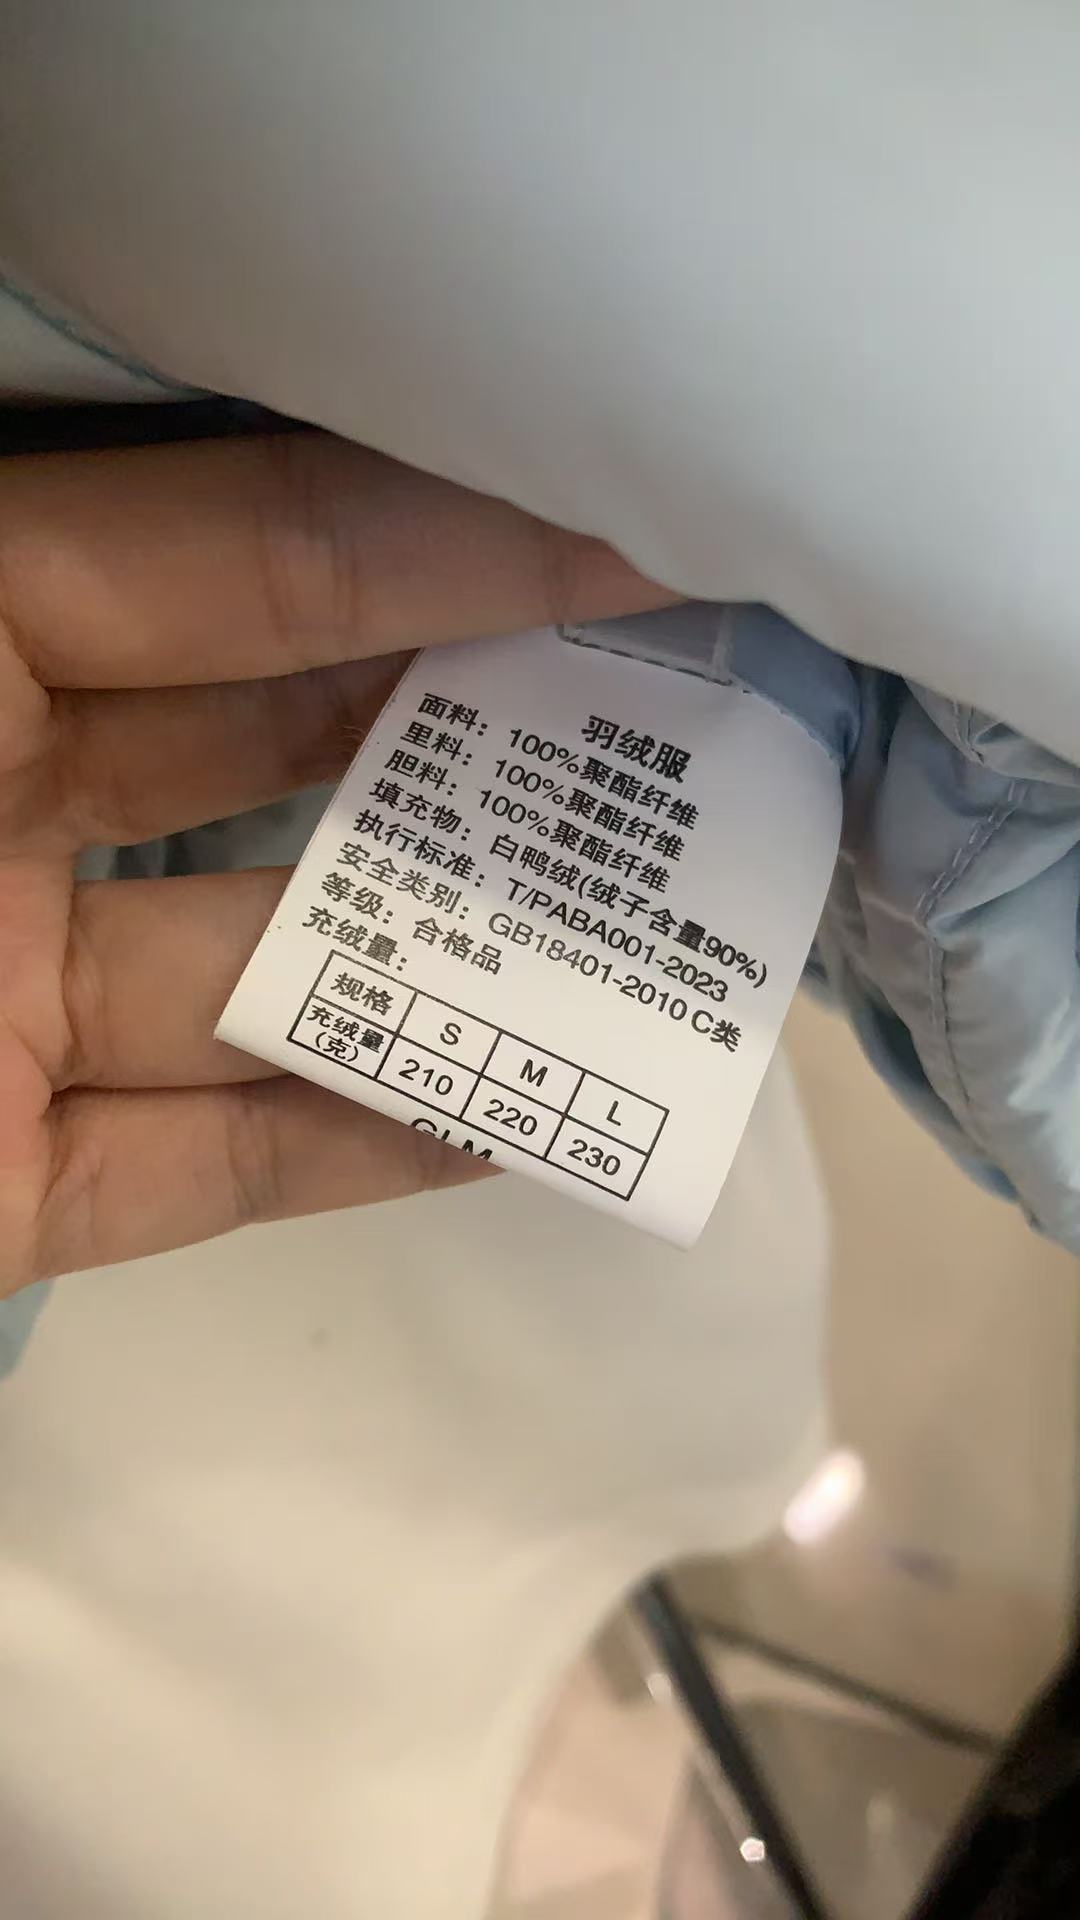 羽绒服
面料：100%聚酯纤维
里料：100%聚酯纤维
胆料：100%聚酯纤维
填充物：白鸭绒(绒子含量90%)
执行标准：T/PABA001-2023
安全类别：GB18401-2010 C类
等级：合格品
充绒量：
规格 S M L
充绒量(克) 210 220 230